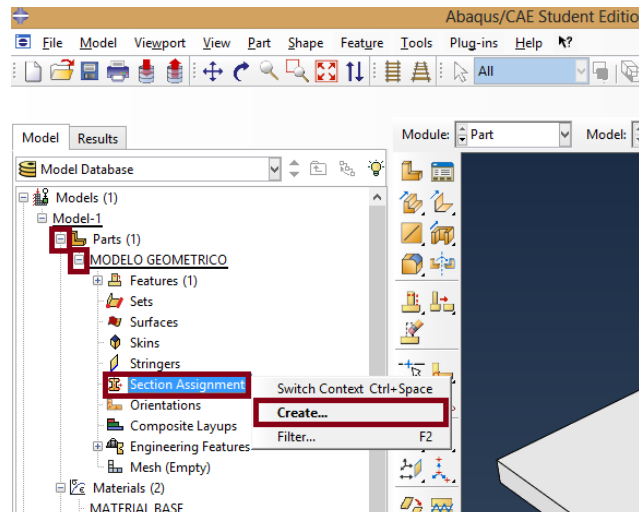 Abaqus/CAE Student Editio
File Model Viewport View Part Shape Feature Tools Plug-ins Help
All
Model Results
Module: Part Model:
Model Database
Models (1)
Model-1
Parts (1)
MODELO GEOMETRICO
Features (1)
Sets
Surfaces
Skins
Stringers
Section Assignment
Switch Context Ctrl+Space
Orientations
Create...
Composite Layups
Filter... F2
Engineering Features
Mesh (Empty)
Materials (2)
MATERIAL BASE